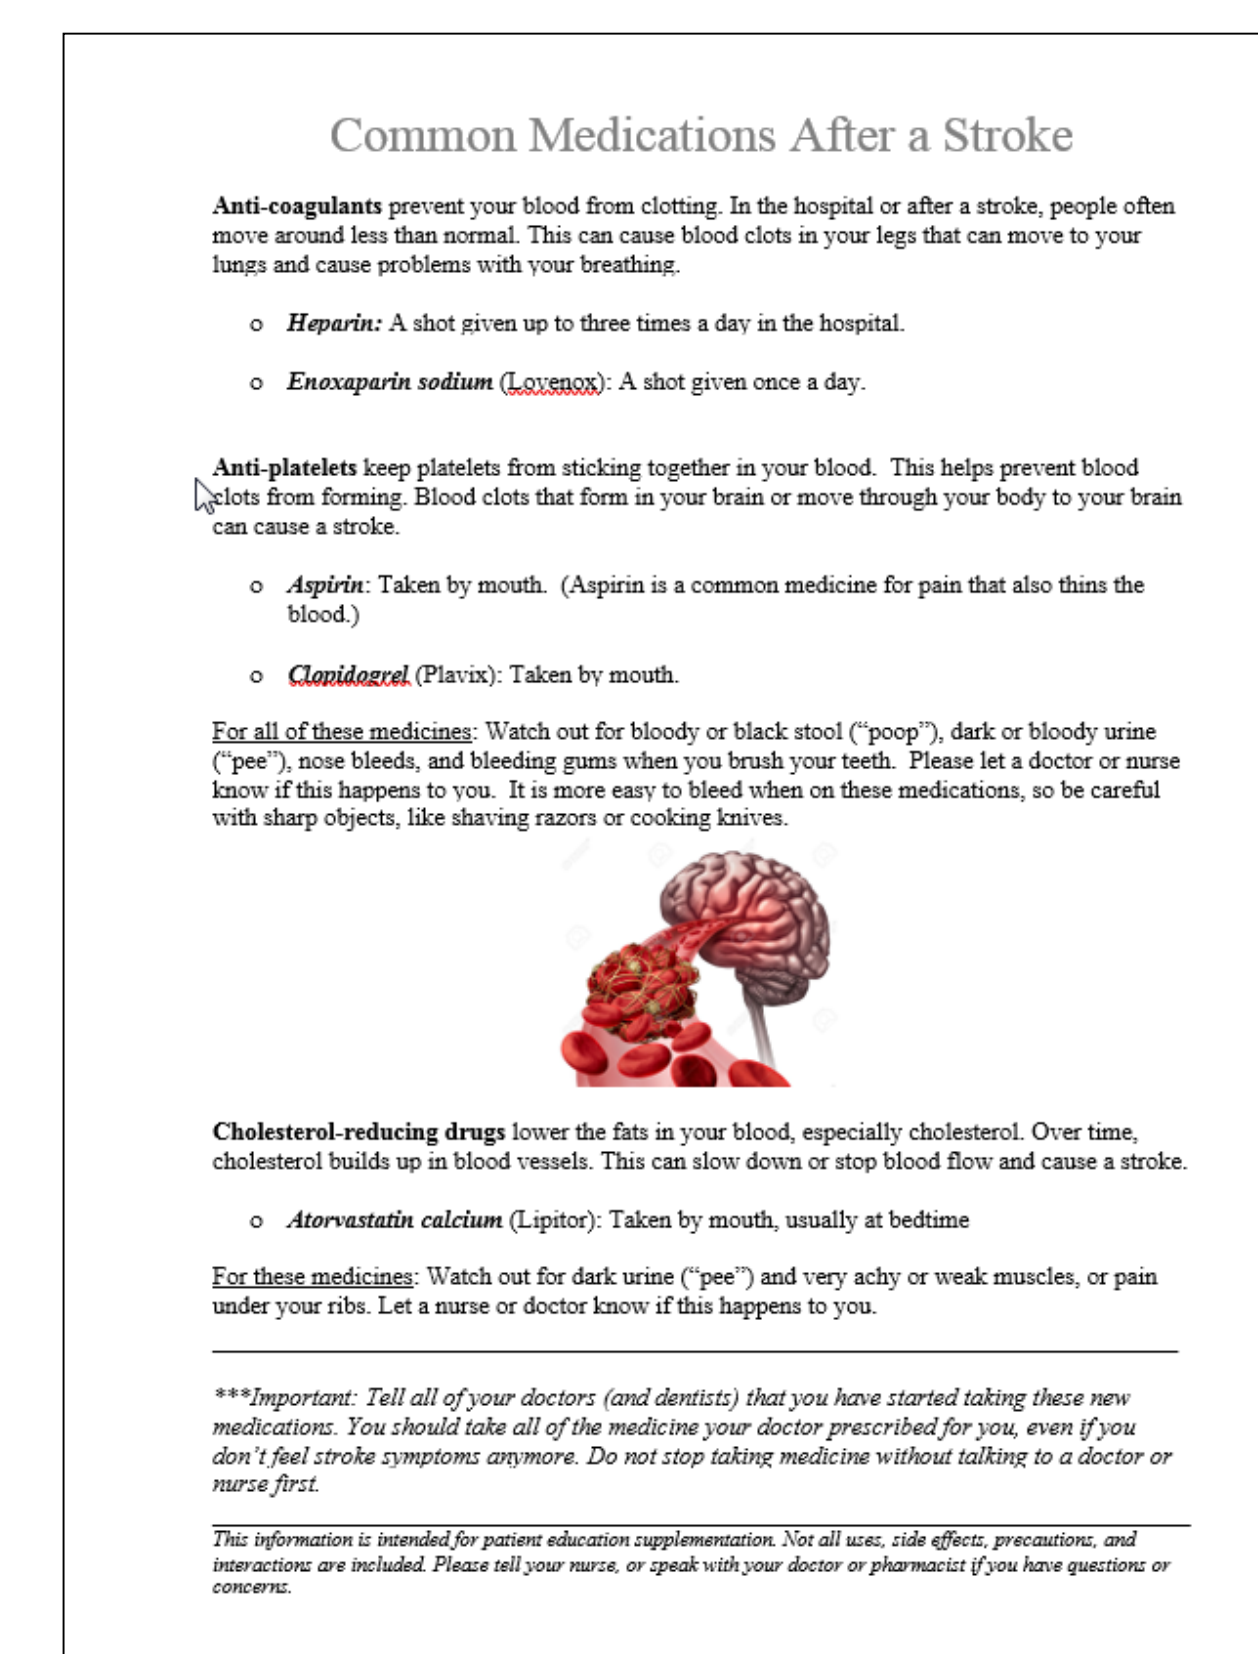 Common Medications After a Stroke
Anti-coagulants prevent your blood from clotting. In the hospital or after a stroke, people often
move around less than normal. This can cause blood clots in your legs that can move to your
lungs and cause problems with your breathing.
o Heparin: A shot given up to three times a day in the hospital.
o Enoxaparin sodium (Lovenox): A shot given once a day.
Anti-platelets keep platelets from sticking together in your blood.  This helps prevent blood
clots from forming. Blood clots that form in your brain or move through your body to your brain
can cause a stroke.
o Aspirin: Taken by mouth.  (Aspirin is a common medicine for pain that also thins the
blood.)
o Clopidogrel (Plavix): Taken by mouth.
For all of these medicines: Watch out for bloody or black stool (“poop”), dark or bloody urine
(“pee”), nose bleeds, and bleeding gums when you brush your teeth.  Please let a doctor or nurse
know if this happens to you.  It is more easy to bleed when on these medications, so be careful
with sharp objects, like shaving razors or cooking knives.
Cholesterol-reducing drugs lower the fats in your blood, especially cholesterol. Over time,
cholesterol builds up in blood vessels. This can slow down or stop blood flow and cause a stroke.
o Atorvastatin calcium (Lipitor): Taken by mouth, usually at bedtime
For these medicines: Watch out for dark urine (“pee”) and very achy or weak muscles, or pain
under your ribs. Let a nurse or doctor know if this happens to you.
***Important: Tell all of your doctors (and dentists) that you have started taking these new
medications. You should take all of the medicine your doctor prescribed for you, even if you
don’t feel stroke symptoms anymore. Do not stop taking medicine without talking to a doctor or
nurse first.
This information is intended for patient education supplementation. Not all uses, side effects, precautions, and
interactions are included. Please tell your nurse, or speak with your doctor or pharmacist if you have questions or
concerns.